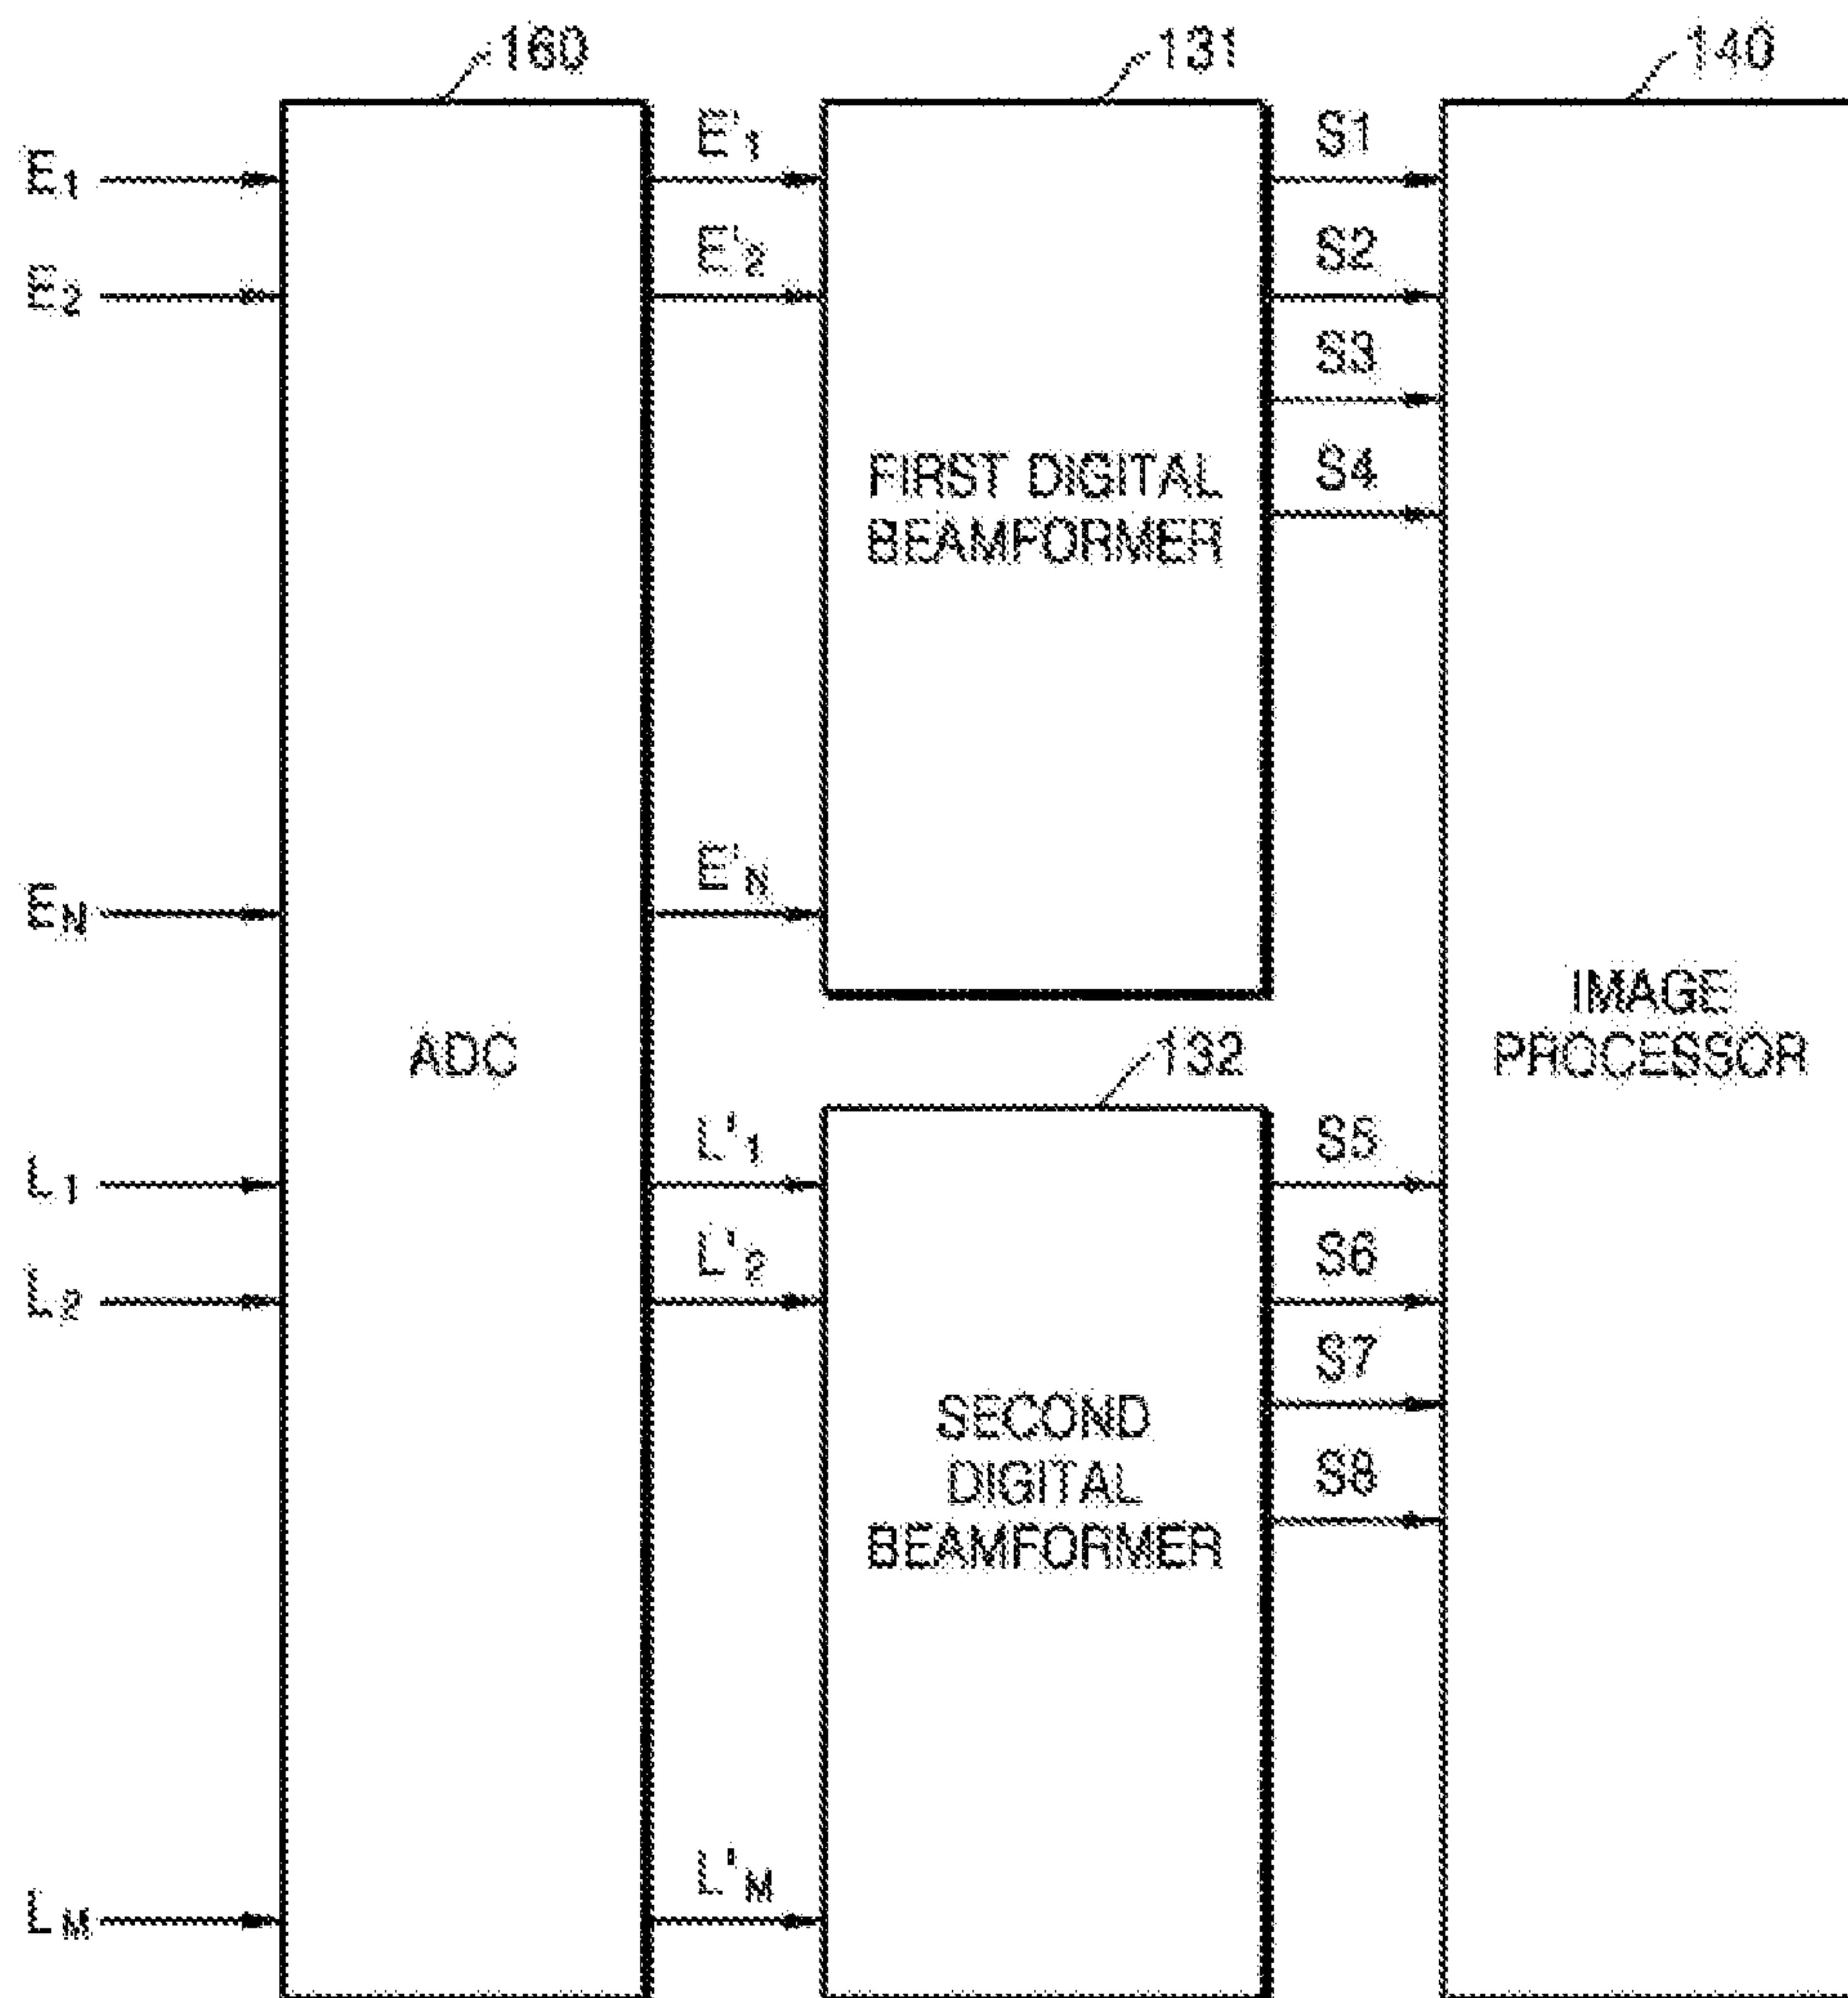 160
131
140
E1
E2
EN
L1
L2
LM
ADC
E'1
E'2
E'N
L'1
L'2
L'M
FIRST DIGITAL
BEAMFORMER
132
SECOND
DIGITAL
BEAMFORMER
S1
S2
S3
S4
S5
S6
S7
S8
IMAGE
PROCESSOR